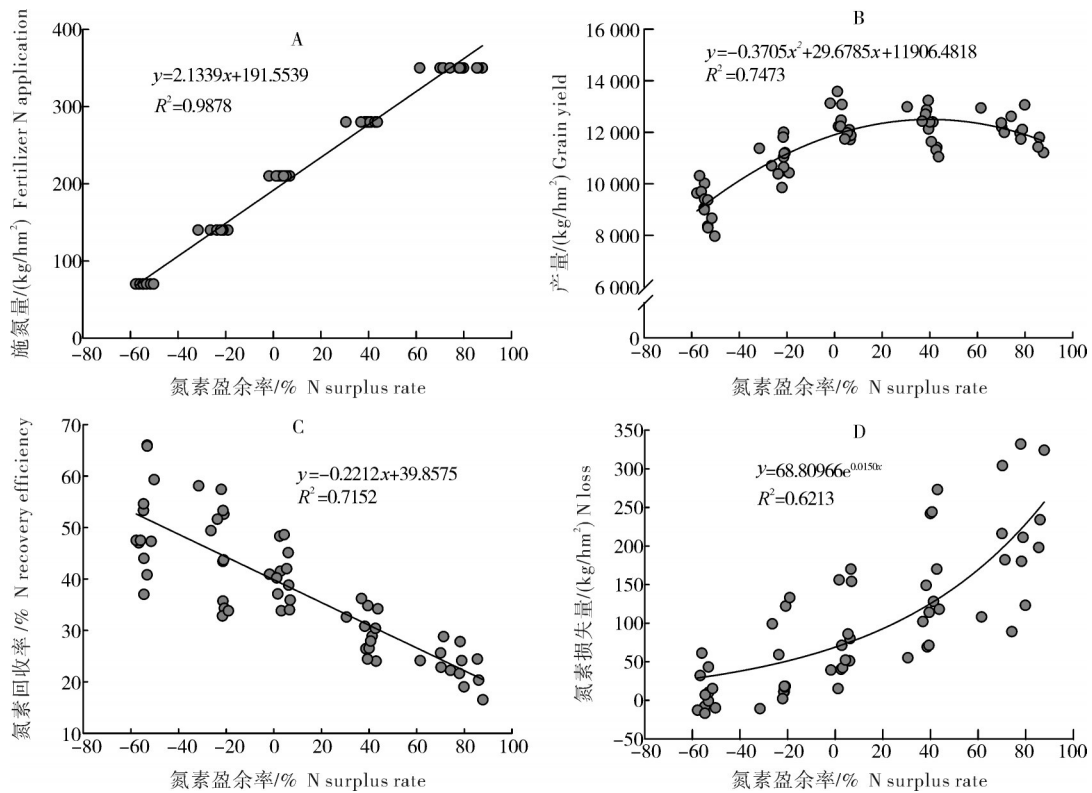 A
施氮量/(kg/hm²) Fertilizer N application
400
300
200
100
0
y=2.1339x+191.5539
R²=0.9878
-80 -60 -40 -20 0 20 40 60 80 100
氮素盈余率/% N surplus rate
B
产量/(kg/hm²) Grain yield
16 000
14 000
12 000
10 000
8 000
6 000
0
y=-0.3705x²+29.6785x+11906.4818
R²=0.7473
-80 -60 -40 -20 0 20 40 60 80 100
氮素盈余率/% N surplus rate
C
氮素回收率/% N recovery efficiency
70
60
50
40
30
20
10
y=-0.2212x+39.8575
R²=0.7152
-80 -60 -40 -20 0 20 40 60 80 100
氮素盈余率/% N surplus rate
D
氮素损失量/(kg/hm²) N loss
350
300
250
200
150
100
50
0
-50
y=68.80966e^0.0150x
R²=0.6213
-80 -60 -40 -20 0 20 40 60 80 100
氮素盈余率/% N surplus rate